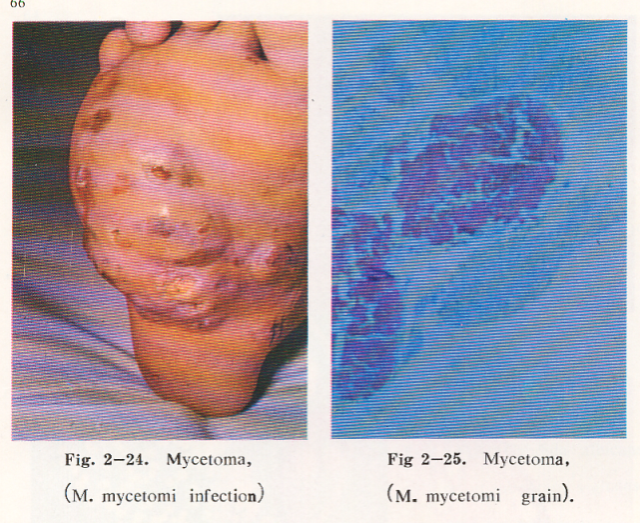 66
Fig. 2—24. Mycetoma,
(M. mycetomi infection)
Fig 2—25. Mycetoma,
(M. mycetomi grain).